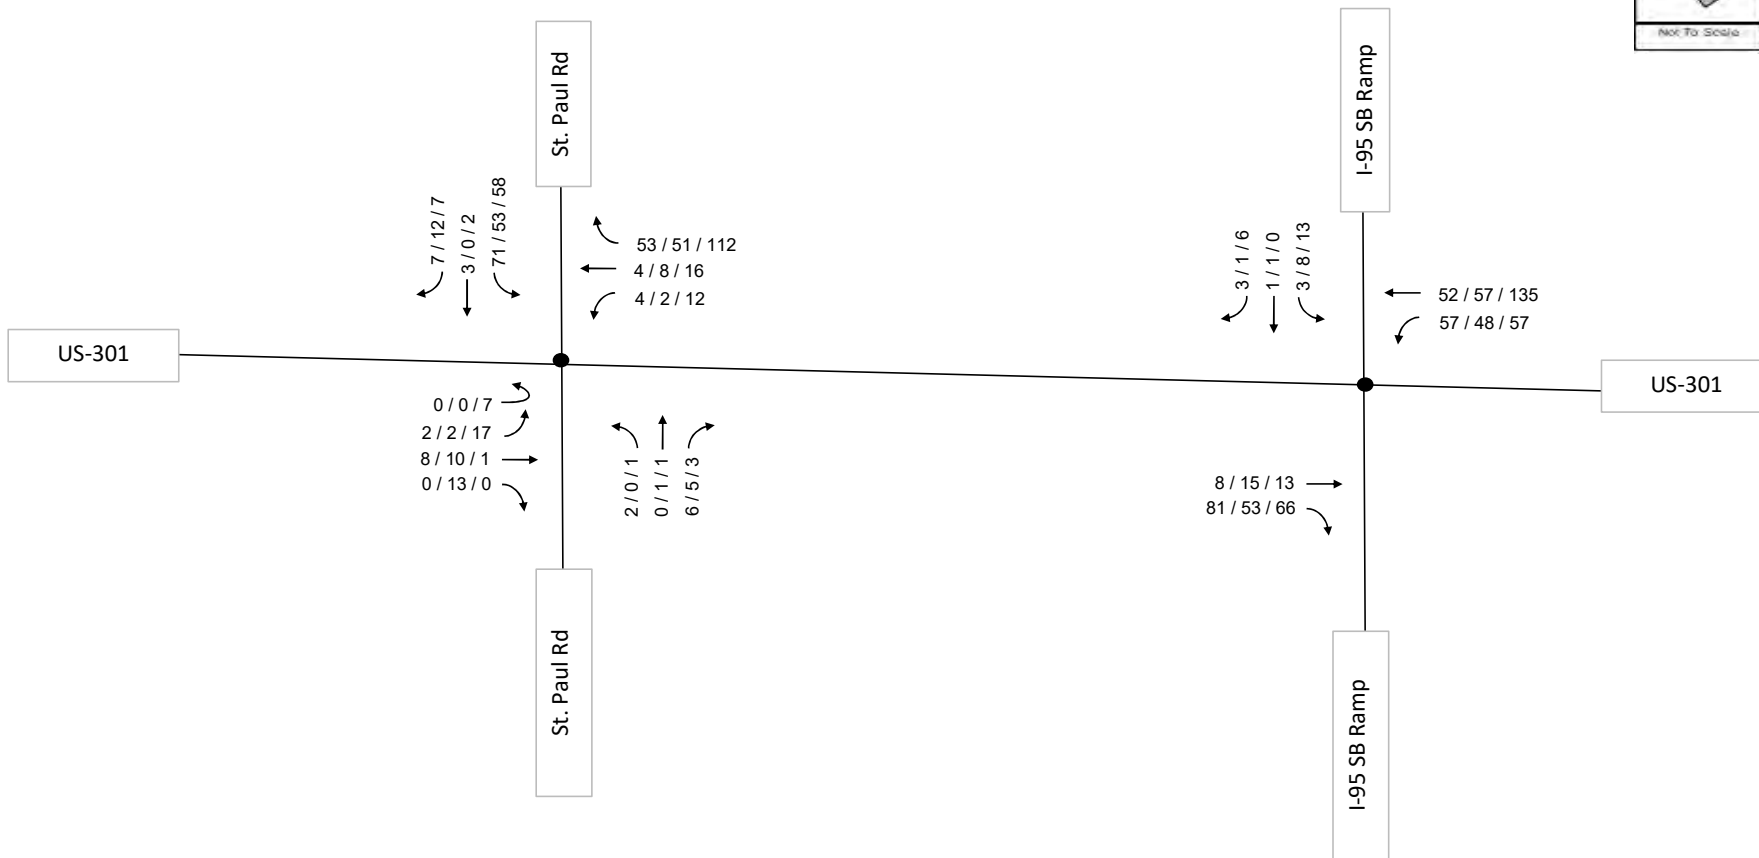 Not To Scale
St. Paul Rd
I-95 SB Ramp
7 / 12 / 7
3 / 0 / 2
71 / 53 / 58
53 / 51 / 112
4 / 8 / 16
4 / 2 / 12
3 / 1 / 6
1 / 1 / 0
3 / 8 / 13
52 / 57 / 135
57 / 48 / 57
US-301
US-301
0 / 0 / 7
2 / 2 / 17
8 / 10 / 1
0 / 13 / 0
2 / 0 / 1
0 / 1 / 1
6 / 5 / 3
8 / 15 / 13
81 / 53 / 66
St. Paul Rd
I-95 SB Ramp